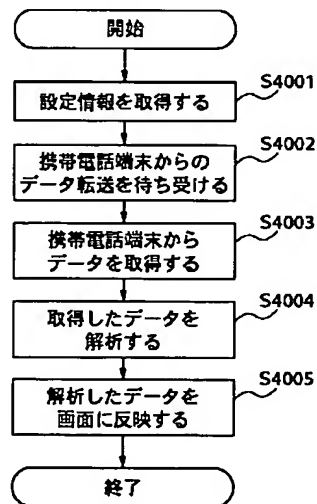 開始
S4001
設定情報を取得する
S4002
携帯電話端末からの
データ転送を待ち受ける
S4003
携帯電話端末から
データを取得する
S4004
取得したデータを
解析する
S4005
解析したデータを
画面に反映する
終了